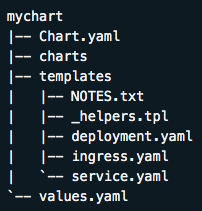 mychart
|-- Chart.yaml
|-- charts
|-- templates
|   |-- NOTES.txt
|   |-- _helpers.tpl
|   |-- deployment.yaml
|   |-- ingress.yaml
|   `-- service.yaml
`-- values.yaml